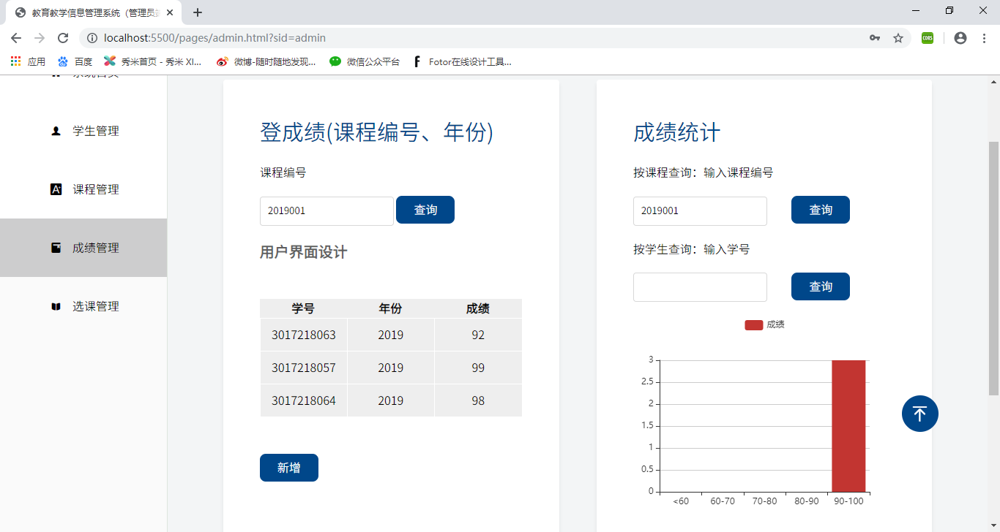 教育教学信息管理系统（管理员
localhost:5500/pages/admin.html?sid=admin
CORS
应用
百度
秀米首页 - 秀米 XI...
微博-随时随地发现...
微信公众平台
Fotor在线设计工具...
系统首页
学生管理
课程管理
成绩管理
选课管理
登成绩(课程编号、年份)
课程编号
2019001
查询
用户界面设计
学号 年份 成绩
3017218063 2019 92
3017218057 2019 99
3017218064 2019 98
新增
成绩统计
按课程查询：输入课程编号
2019001
查询
按学生查询：输入学号
查询
成绩
3
2.5
2
1.5
1
0.5
0
<60 60-70 70-80 80-90 90-100